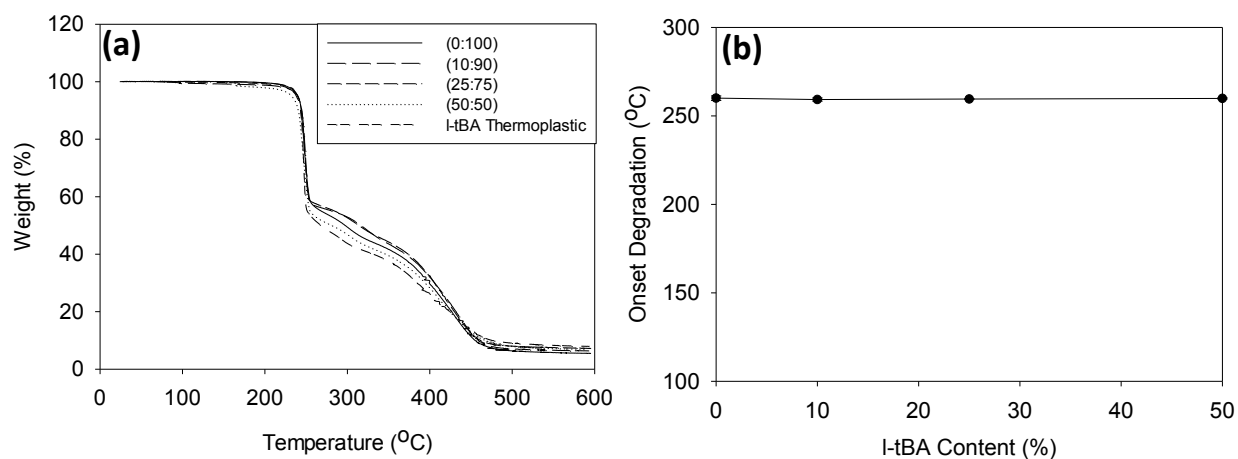 (a)
120
100
80
60
40
20
0
Weight (%)
0 100 200 300 400 500 600
Temperature (ᴼC)
(0:100)
(10:90)
(25:75)
(50:50)
l-tBA Thermoplastic
(b)
300
250
200
150
100
Onset Degradation (ᴼC)
0 10 20 30 40 50
l-tBA Content (%)